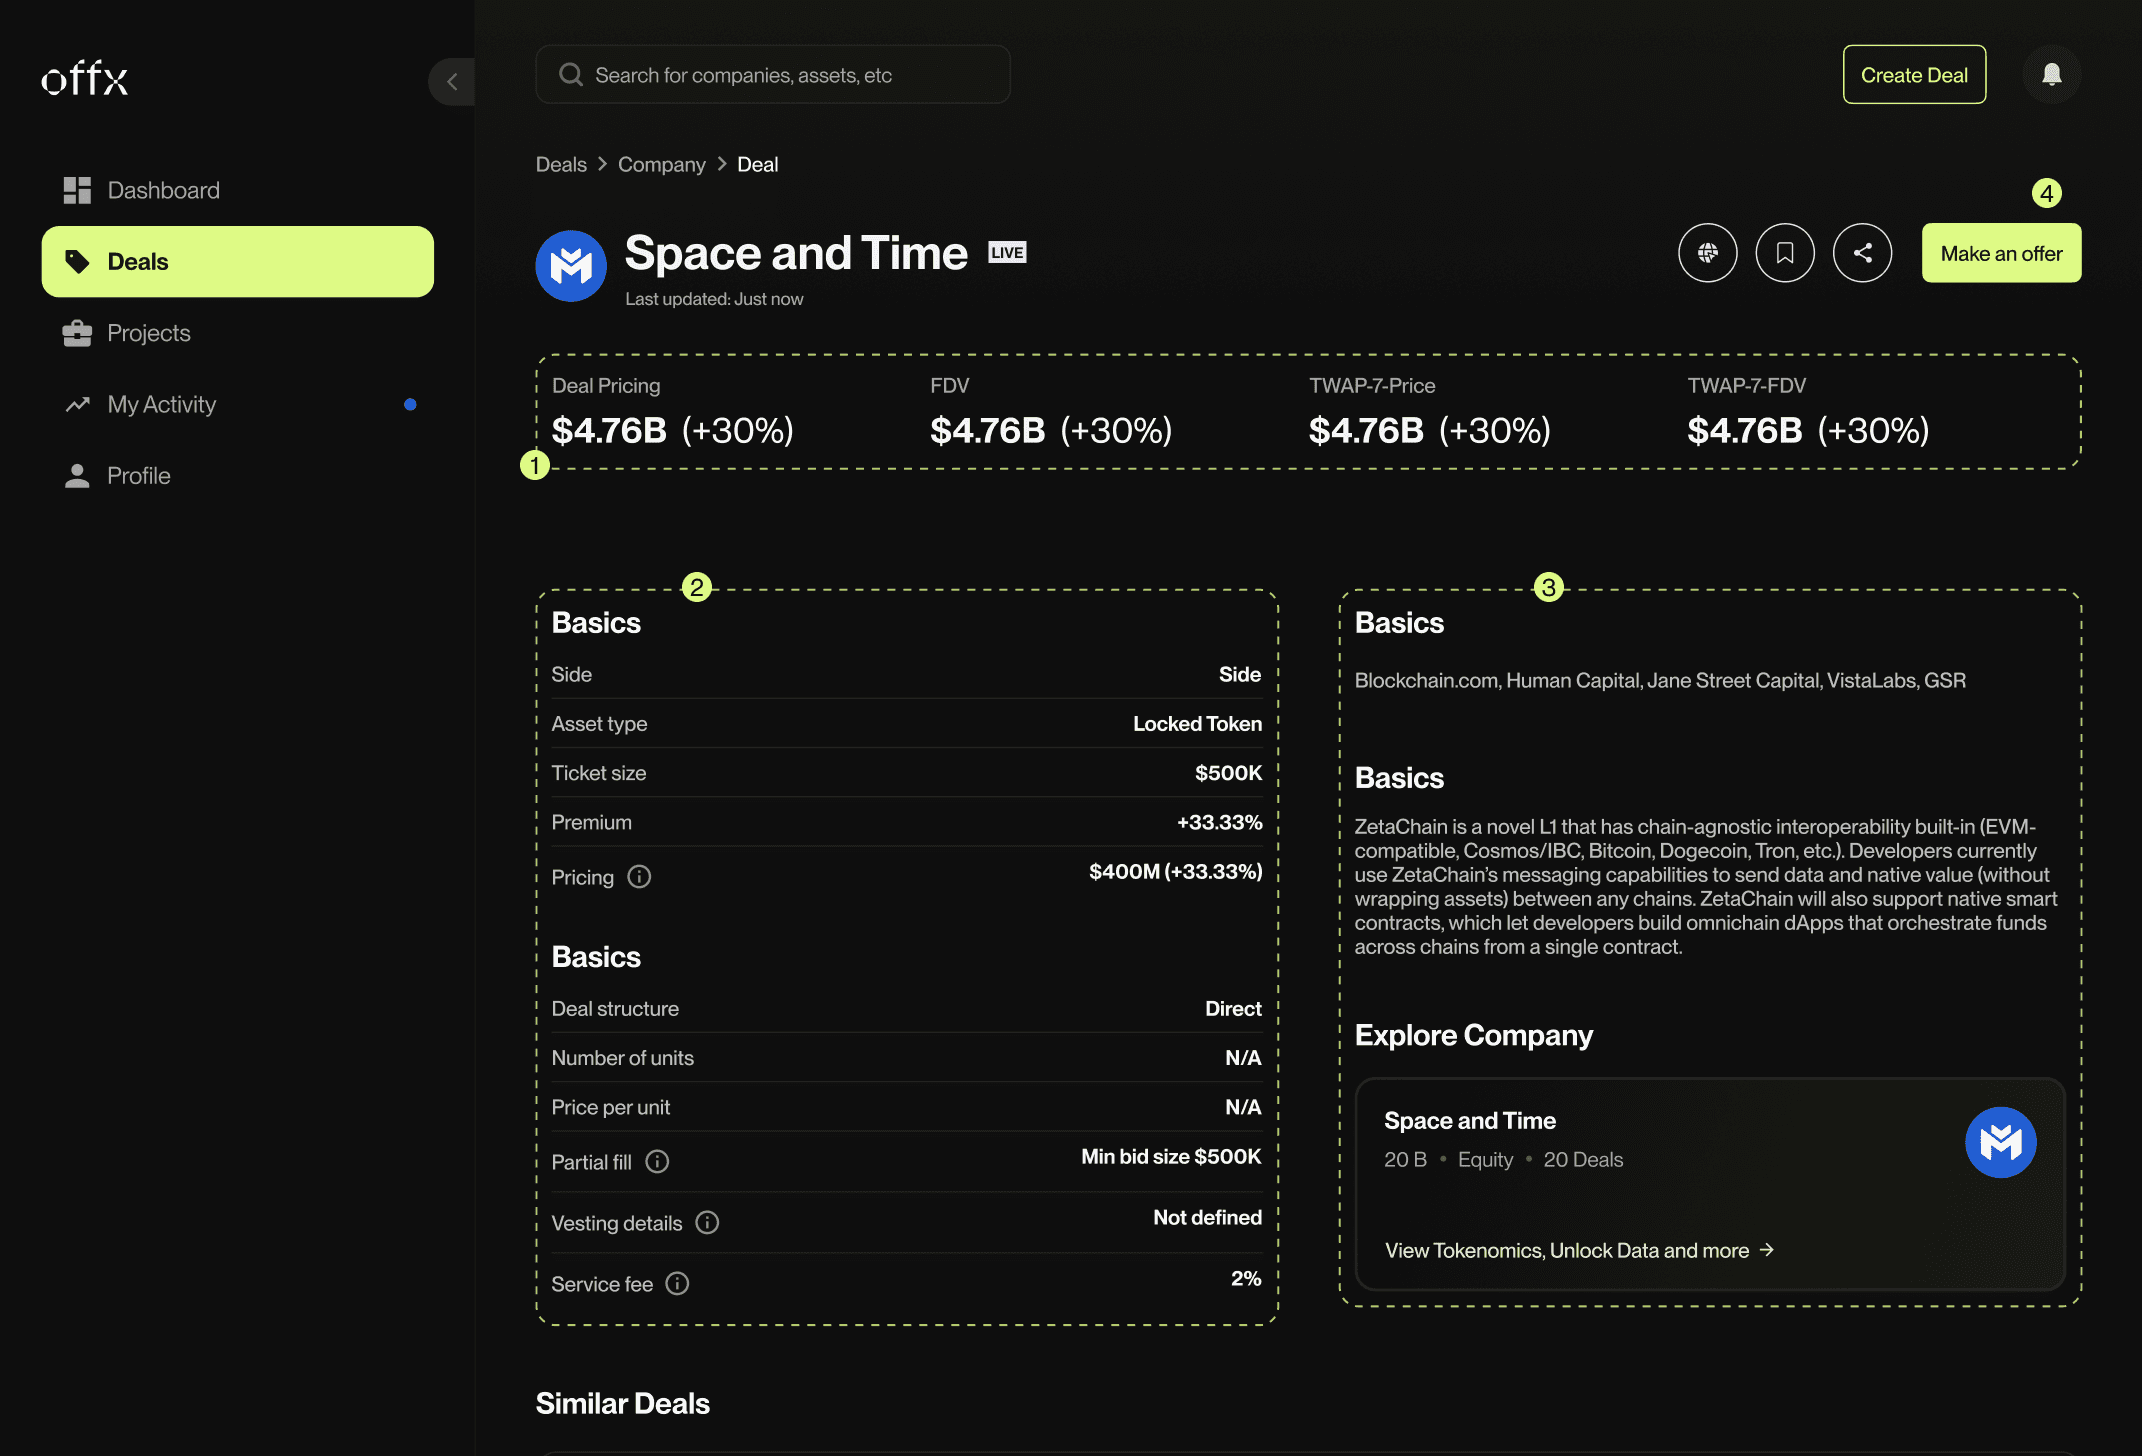 offx
Search for companies, assets, etc
Create Deal
Dashboard
Deals
Projects
My Activity
Profile
Deals > Company > Deal
4
Space and Time LIVE
Last updated: Just now
Make an offer
Deal Pricing
$4.76B (+30%)
FDV
$4.76B (+30%)
TWAP-7-Price
$4.76B (+30%)
TWAP-7-FDV
$4.76B (+30%)
1
2
Basics
Side Side
Asset type Locked Token
Ticket size $500K
Premium +33.33%
Pricing $400M (+33.33%)
Basics
Deal structure Direct
Number of units N/A
Price per unit N/A
Partial fill Min bid size $500K
Vesting details Not defined
Service fee 2%
3
Basics
Blockchain.com, Human Capital, Jane Street Capital, VistaLabs, GSR
Basics
ZetaChain is a novel L1 that has chain-agnostic interoperability built-in (EVM-
compatible, Cosmos/IBC, Bitcoin, Dogecoin, Tron, etc.). Developers currently
use ZetaChain’s messaging capabilities to send data and native value (without
wrapping assets) between any chains. ZetaChain will also support native smart
contracts, which let developers build omnichain dApps that orchestrate funds
across chains from a single contract.
Explore Company
Space and Time
20 B • Equity • 20 Deals
View Tokenomics, Unlock Data and more →
Similar Deals